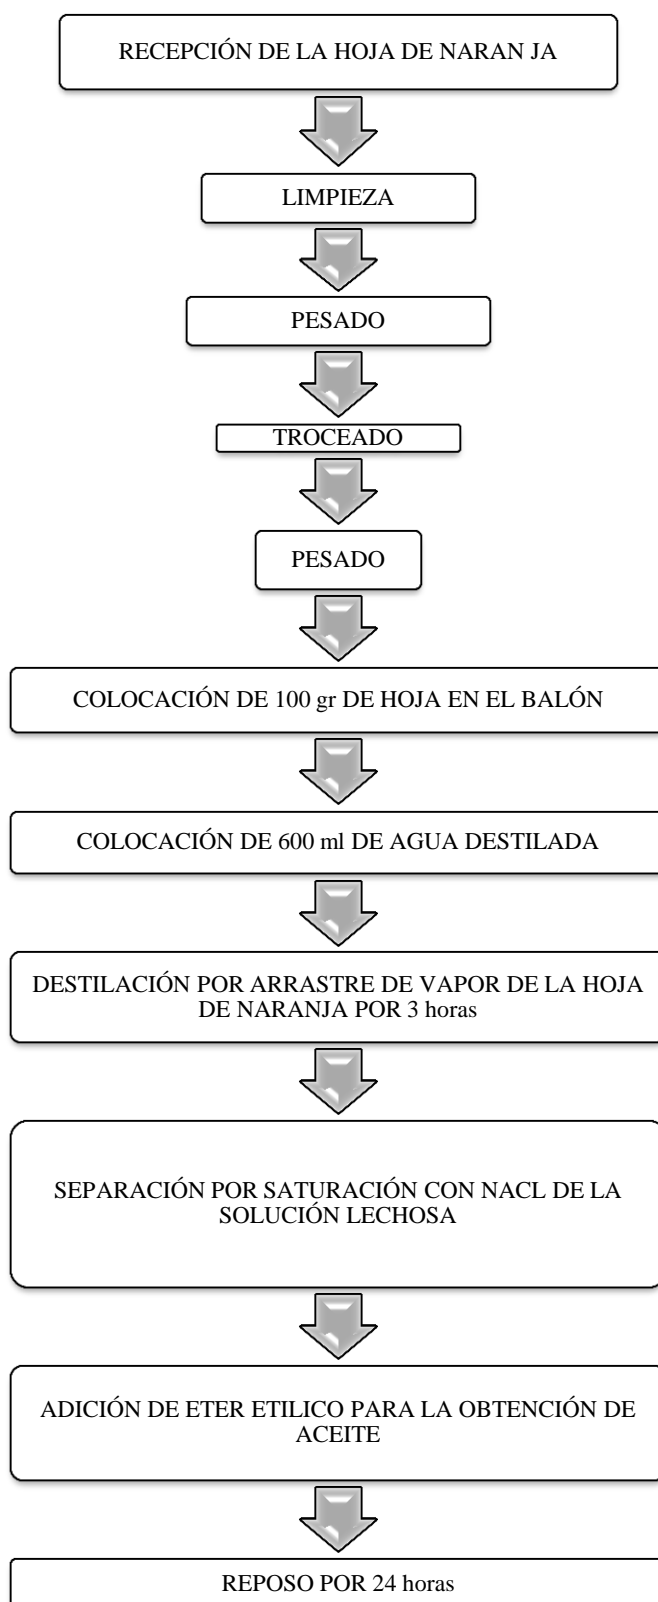 RECEPCIÓN DE LA HOJA DE NARAN JA
LIMPIEZA
PESADO
TROCEADO
PESADO
COLOCACIÓN DE 100 gr DE HOJA EN EL BALÓN
COLOCACIÓN DE 600 ml DE AGUA DESTILADA
DESTILACIÓN POR ARRASTRE DE VAPOR DE LA HOJA
DE NARANJA POR 3 horas
SEPARACIÓN POR SATURACIÓN CON NACL DE LA
SOLUCIÓN LECHOSA
ADICIÓN DE ETER ETILICO PARA LA OBTENCIÓN DE
ACEITE
REPOSO POR 24 horas